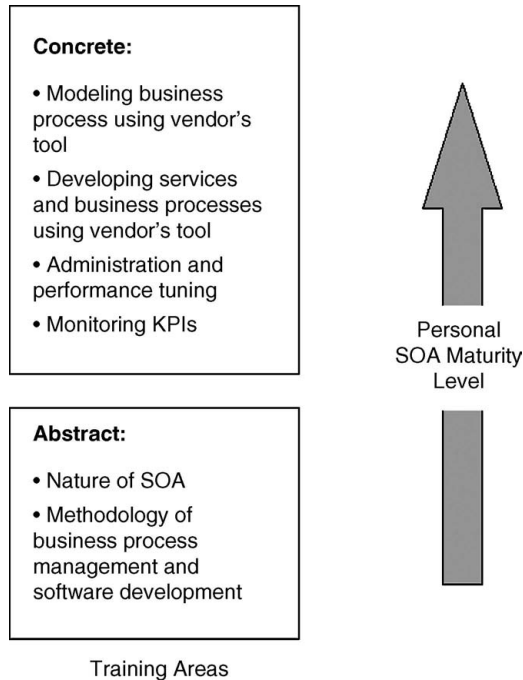 Concrete:
• Modeling business
process using vendor's
tool
• Developing services
and business processes
using vendor's tool
• Administration and
performance tuning
• Monitoring KPIs
Personal
SOA Maturity
Level
Abstract:
• Nature of SOA
• Methodology of
business process
management and
software development
Training Areas